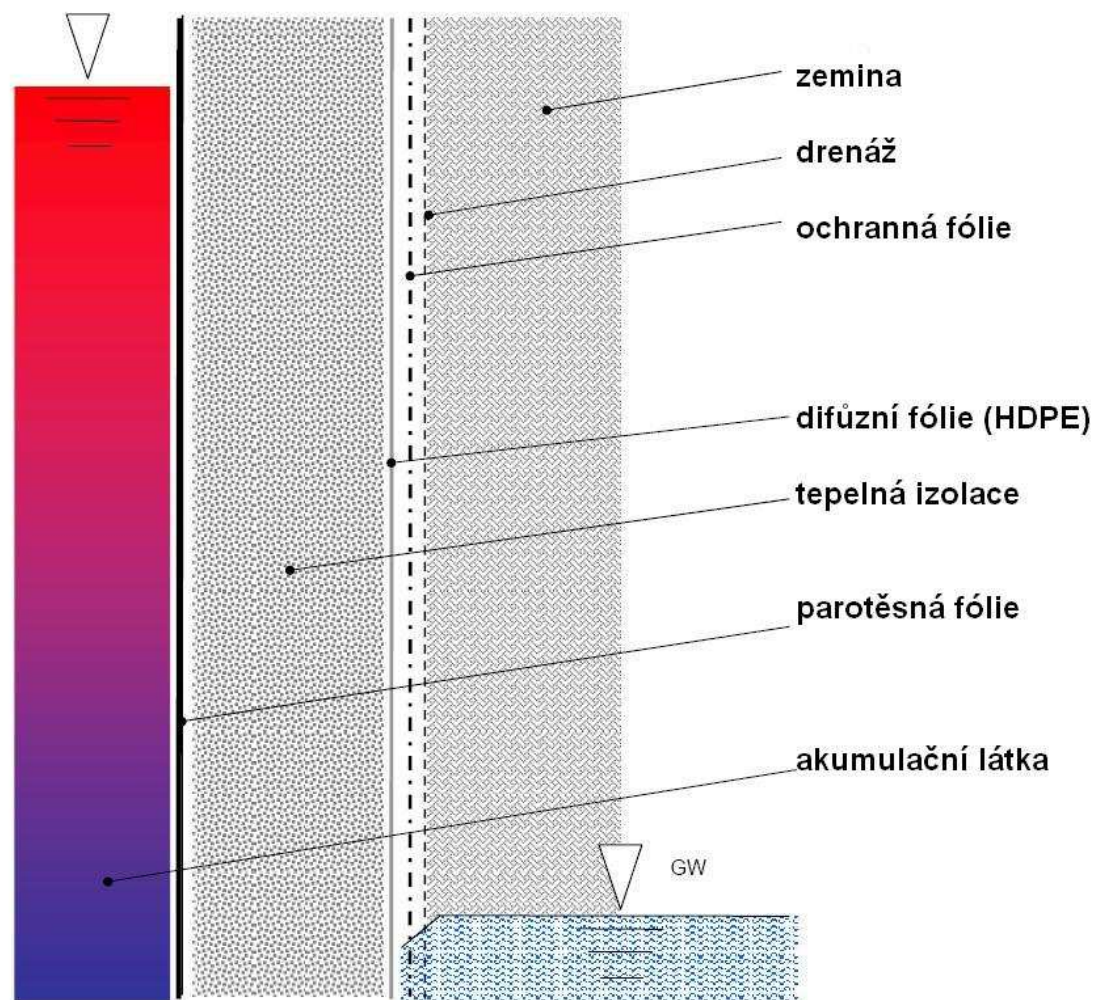 zemina
drenáž
ochranná fólie
difůzní fólie (HDPE)
tepelná izolace
parotěsná fólie
akumulační látka
GW